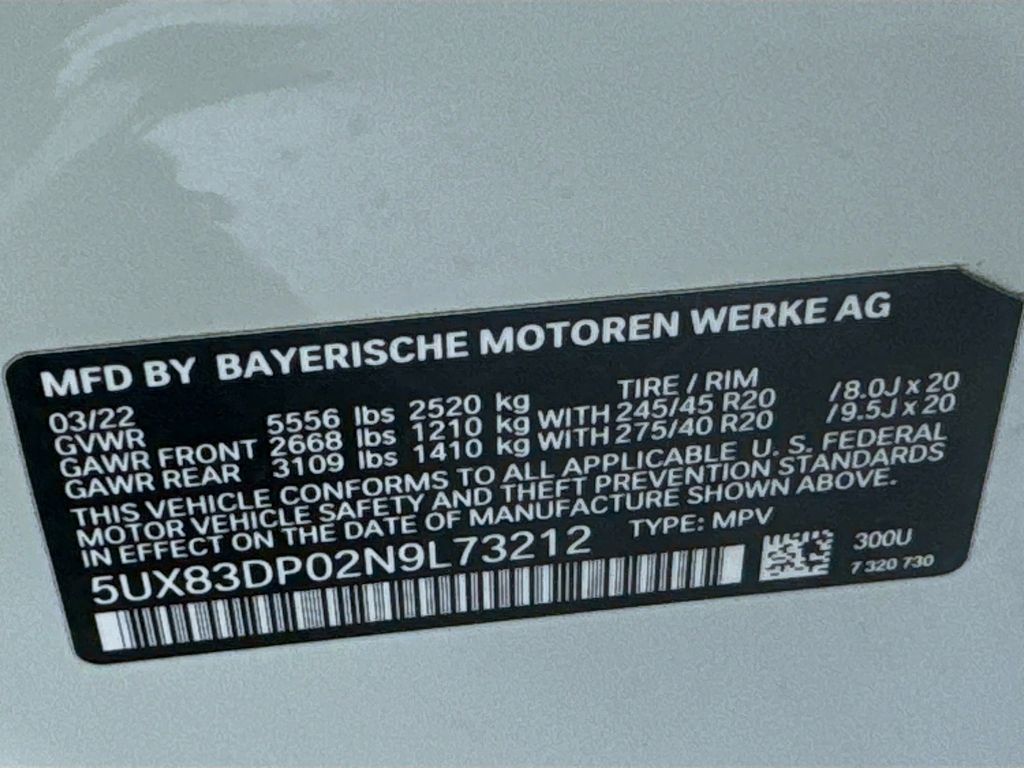 MFD BY BAYERISCHE MOTOREN WERKE AG
03/22 TIRE / RIM
GVWR 5556 lbs 2520 kg
GAWR FRONT 2668 lbs 1210 kg WITH 245/45 R20 /8.0J x 20
GAWR REAR 3109 lbs 1410 kg WITH 275/40 R20 /9.5J x 20
THIS VEHICLE CONFORMS TO ALL APPLICABLE U. S. FEDERAL
MOTOR VEHICLE SAFETY AND THEFT PREVENTION STANDARDS
IN EFFECT ON THE DATE OF MANUFACTURE SHOWN ABOVE.
5UX83DP02N9L73212 TYPE: MPV
300U
7 320 730